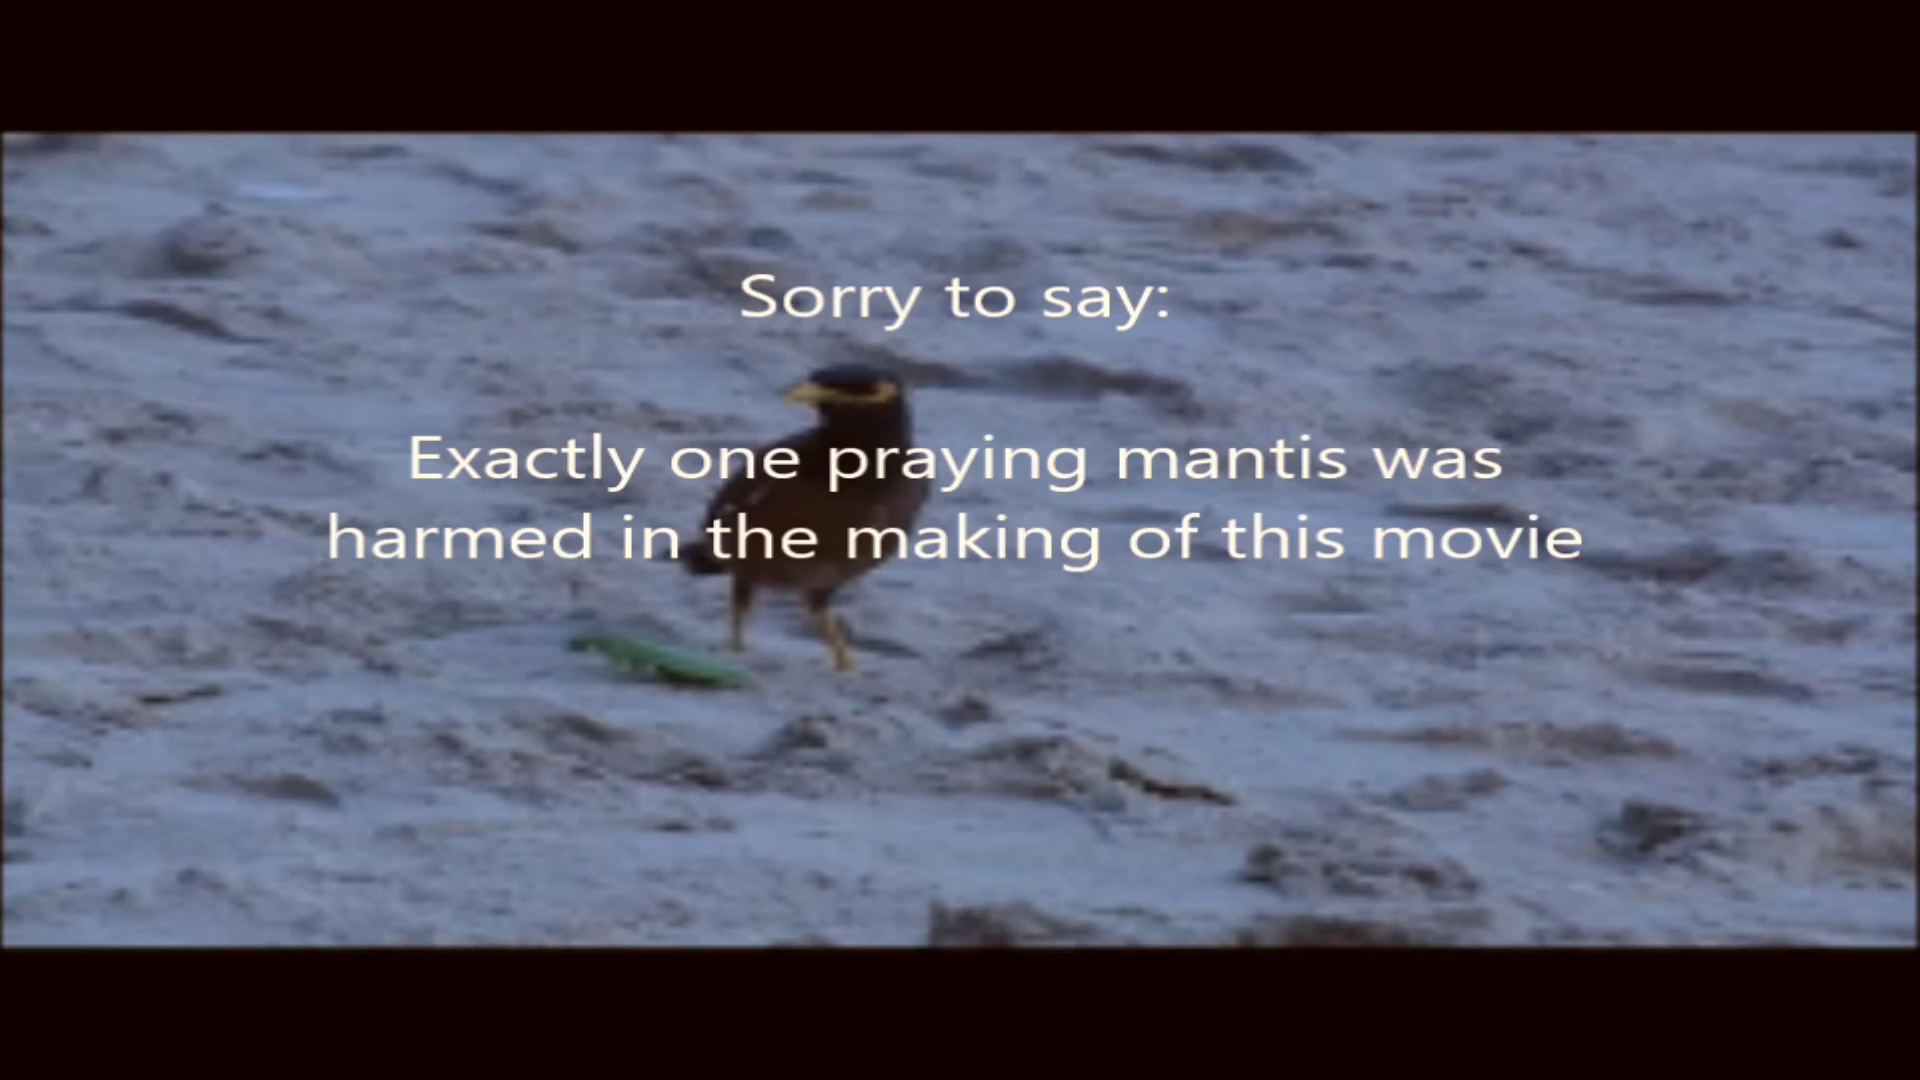 Sorry to say:
Exactly one praying mantis was
harmed in the making of this movie